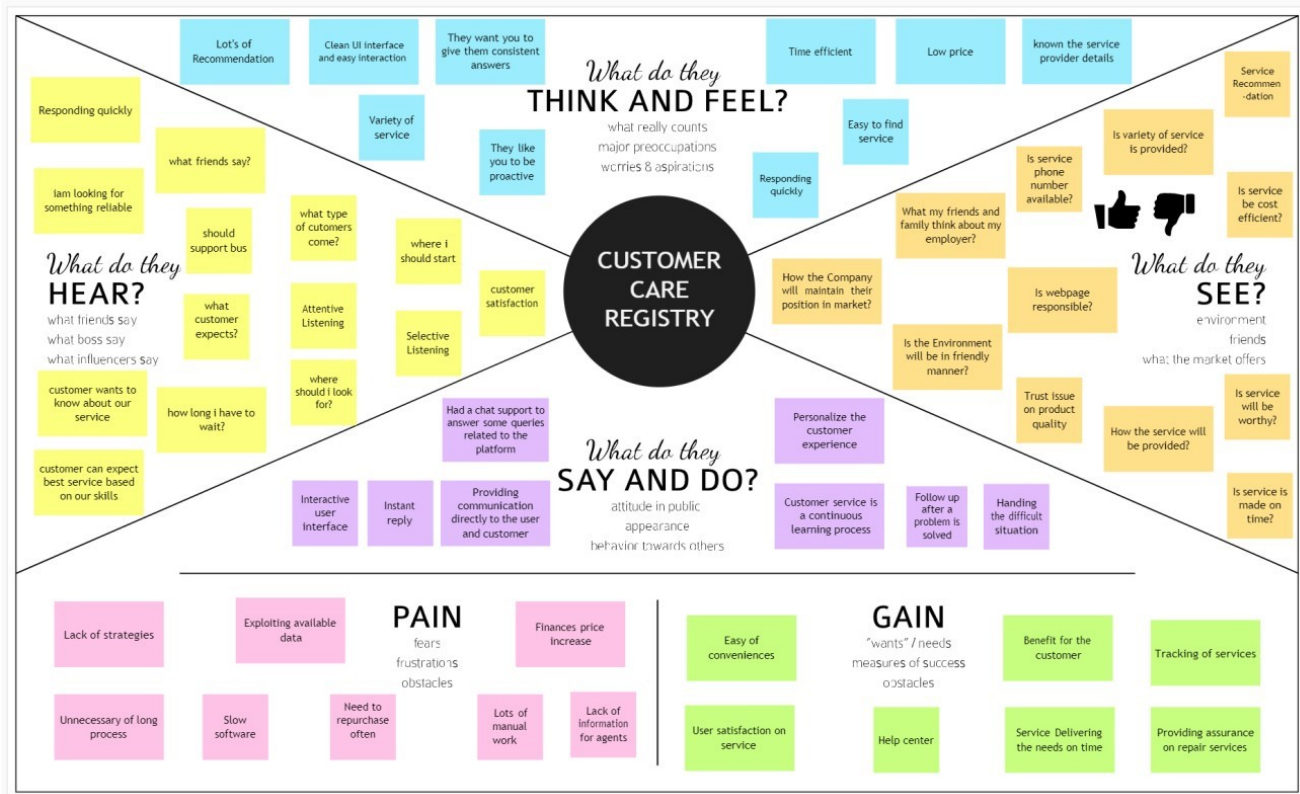 Lot's of
Recommendation
Clean UI interface
and easy interaction
They want you to
give them consistent
answers
Variety of
service
They like
you to be
proactive
What do they
THINK AND FEEL?
what really counts
major preoccupations
worries & aspirations
Time efficient
Low price
known the service
provider details
Easy to find
service
Responding
quickly
Responding quickly
what friends say?
iam looking for
something reliable
should
support bus
what type
of cutomers
come?
where i
should start
customer
satisfaction
What do they
HEAR?
what friends say
what boss say
what influencers say
what
customer
expects?
Attentive
Listening
Selective
Listening
customer wants to
know about our
service
how long i have to
wait?
where
should i look
for?
customer can expect
best service based
on our skills
CUSTOMER
CARE
REGISTRY
Service
Recommen
-dation
Is variety of service
is provided?
Is service
phone
number
available?
Is service
be cost
efficient?
What my friends and
family think about my
employer?
How the Company
will maintain their
position in market?
Is webpage
responsible?
What do they
SEE?
environment
friends
what the market offers
Is the Environment
will be in friendly
manner?
Trust issue
on product
quality
How the service will
be provided?
Is service
will be
worthy?
Is service is
made on
time?
Had a chat support to
answer some queries
related to the
platform
Interactive
user
interface
Instant
reply
Providing
communication
directly to the user
and customer
What do they
SAY AND DO?
attitude in public
appearance
behavior towards others
Personalize the
customer
experience
Customer service is
a continuous
learning process
Follow up
after a
problem is
solved
Handing
the difficult
situation
Lack of strategies
Exploiting available
data
PAIN
fears
frustrations
obstacles
Finances price
increase
Unnecessary of long
process
Slow
software
Need to
repurchase
often
Lots of
manual
work
Lack of
information
for agents
Easy of
conveniences
GAIN
"wants" / needs
measures of success
obstacles
Benefit for the
customer
Tracking of services
User satisfaction on
service
Help center
Service Delivering
the needs on time
Providing assurance
on repair services